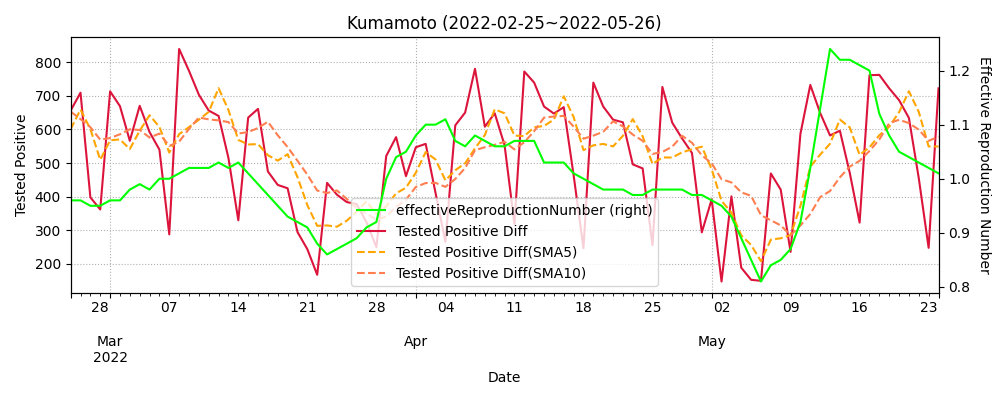 Kumamoto (2022-02-25~2022-05-26)
Tested Positive
800
700
600
500
400
300
200
1.2
1.1
1.0
0.9
0.8
Effective Reproduction Number
effectiveReproductionNumber (right)
Tested Positive Diff
Tested Positive Diff(SMA5)
Tested Positive Diff(SMA10)
28 07 14 21 28 04 11 18 25 02 09 16 23
Mar Apr May
2022
Date